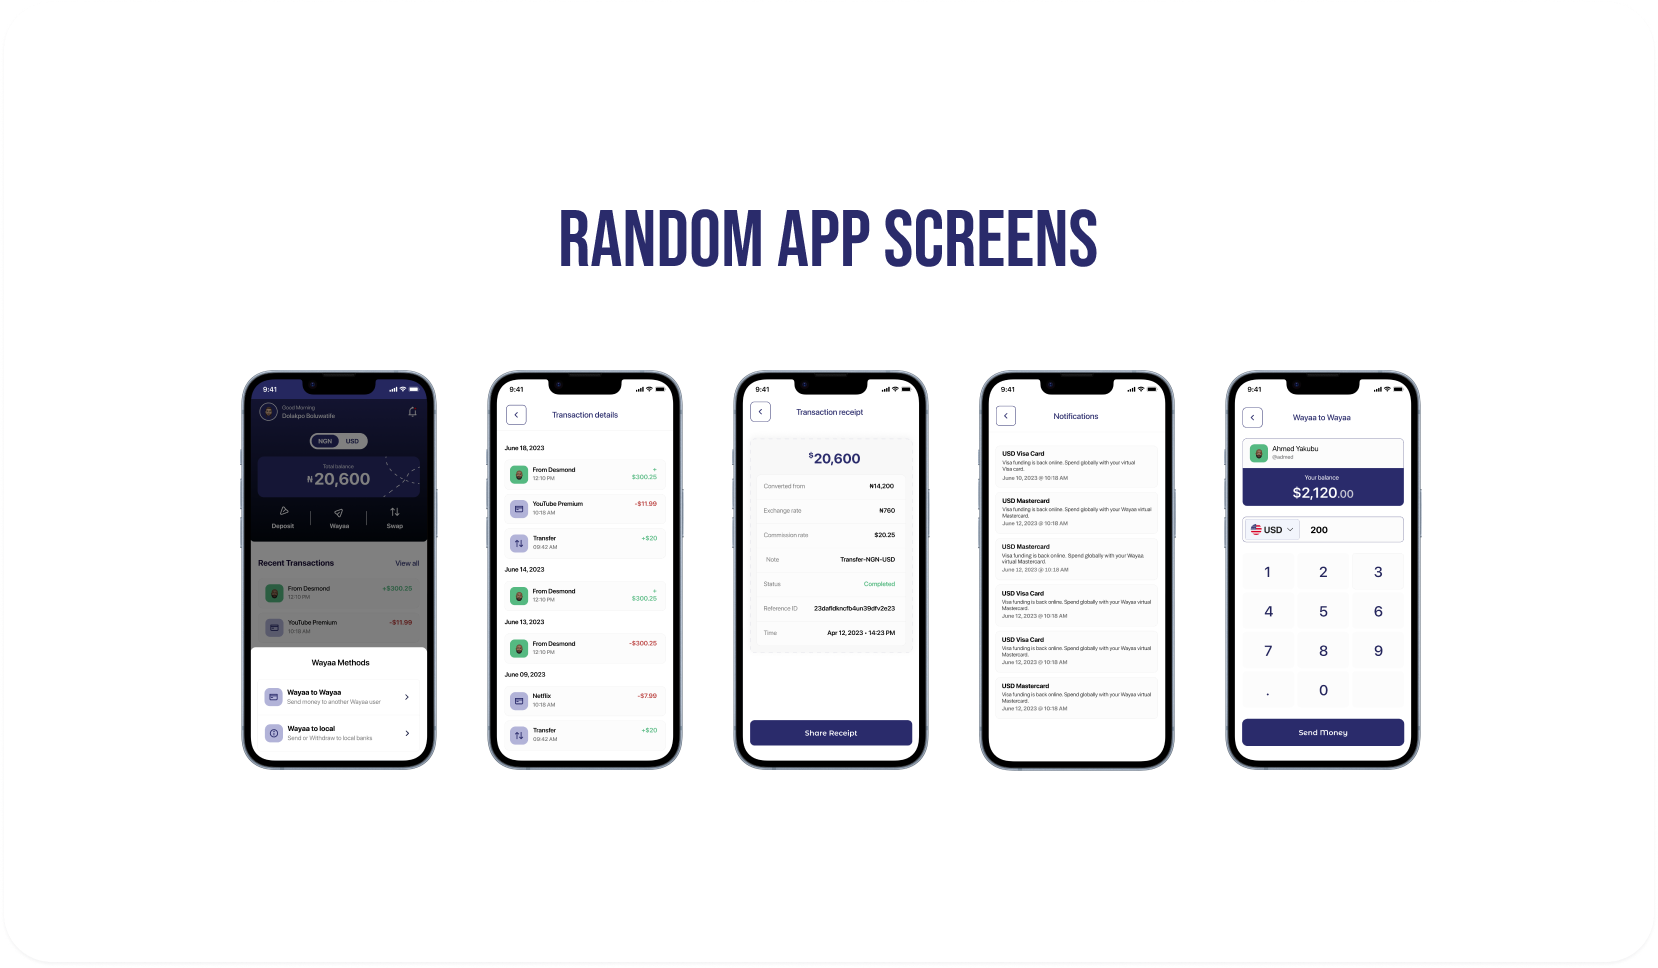 RANDOM APP SCREENS
9:41
Good Morning
Dolakpo Boluwatife
NGN USD
Total balance
₦20,600
Deposit Wayaa Swap
Recent Transactions View all
From Desmond +$300.25
12:10 PM
YouTube Premium -$11.99
10:18 AM
Wayaa Methods
Wayaa to Wayaa
Send money to another Wayaa user
Wayaa to local
Send or Withdraw to local banks
9:41
Transaction details
June 18, 2023
From Desmond +
12:10 PM $300.25
YouTube Premium -$11.99
10:18 AM
Transfer +$20
09:42 AM
June 14, 2023
From Desmond +
12:10 PM $300.25
June 13, 2023
From Desmond -$300.25
12:10 PM
June 09, 2023
Netflix -$7.99
10:18 AM
Transfer +$20
09:42 AM
9:41
Transaction receipt
$20,600
Converted from ₦14,200
Exchange rate ₦760
Commission rate $20.25
Note Transfer-NGN-USD
Status Completed
Reference ID 23dafldkncfb4un39dfv2e23
Time Apr 12, 2023 • 14:23 PM
Share Receipt
9:41
Notifications
USD Visa Card
Visa funding is back online. Spend globally with your virtual
Visa card.
June 10, 2023 @ 10:18 AM
USD Mastercard
Visa funding is back online. Spend globally with your Wayaa virtual
Mastercard.
June 12, 2023 @ 10:18 AM
USD Mastercard
Visa funding is back online. Spend globally with your Wayaa
virtual Mastercard.
June 12, 2023 @ 10:18 AM
USD Visa Card
Visa funding is back online. Spend globally with your Wayaa virtual
Mastercard.
June 12, 2023 @ 10:18 AM
USD Visa Card
Visa funding is back online. Spend globally with your Wayaa virtual
Mastercard.
June 12, 2023 @ 10:18 AM
USD Mastercard
Visa funding is back online. Spend globally with your Wayaa virtual
Mastercard.
June 12, 2023 @ 10:18 AM
9:41
Wayaa to Wayaa
Ahmed Yakubu
@admed
Your balance
$2,120.00
USD 200
1 2 3
4 5 6
7 8 9
. 0
Send Money